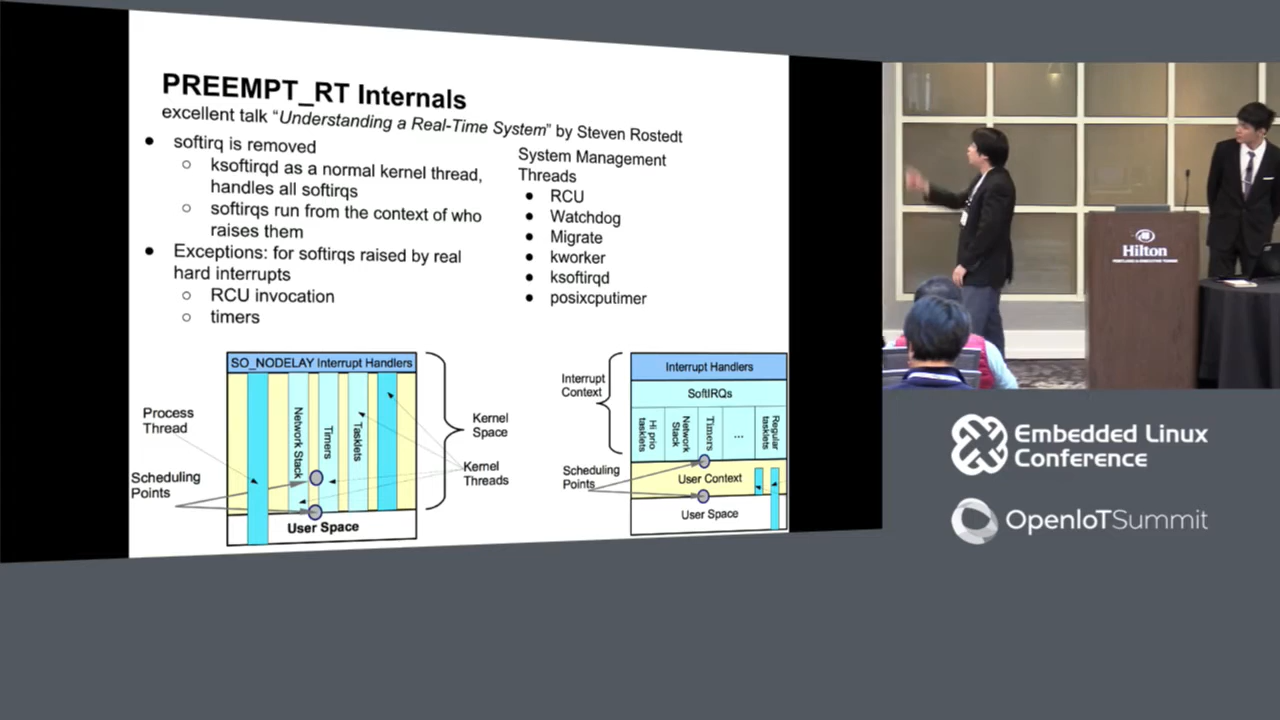 PREEMPT_RT Internals
excellent talk “Understanding a Real-Time System” by Steven Rostedt
● softirq is removed
○ ksoftirqd as a normal kernel thread,
handles all softirqs
○ softirqs run from the context of who
raises them
● Exceptions: for softirqs raised by real
hard interrupts
○ RCU invocation
○ timers
System Management
Threads
● RCU
● Watchdog
● Migrate
● kworker
● ksoftirqd
● posixcputimer
SO_NODELAY Interrupt Handlers
Process
Thread
Scheduling
Points
Network Stack
Timers
Tasklets
Kernel
Space
Kernel
Threads
User Space
Interrupt
Context
Scheduling
Points
Interrupt Handlers
SoftIRQs
Hi prio
tasklets
Network
Stack
Timers
...
Regular
tasklets
User Context
User Space
Hilton
Embedded Linux
Conference
OpenIoTSummit